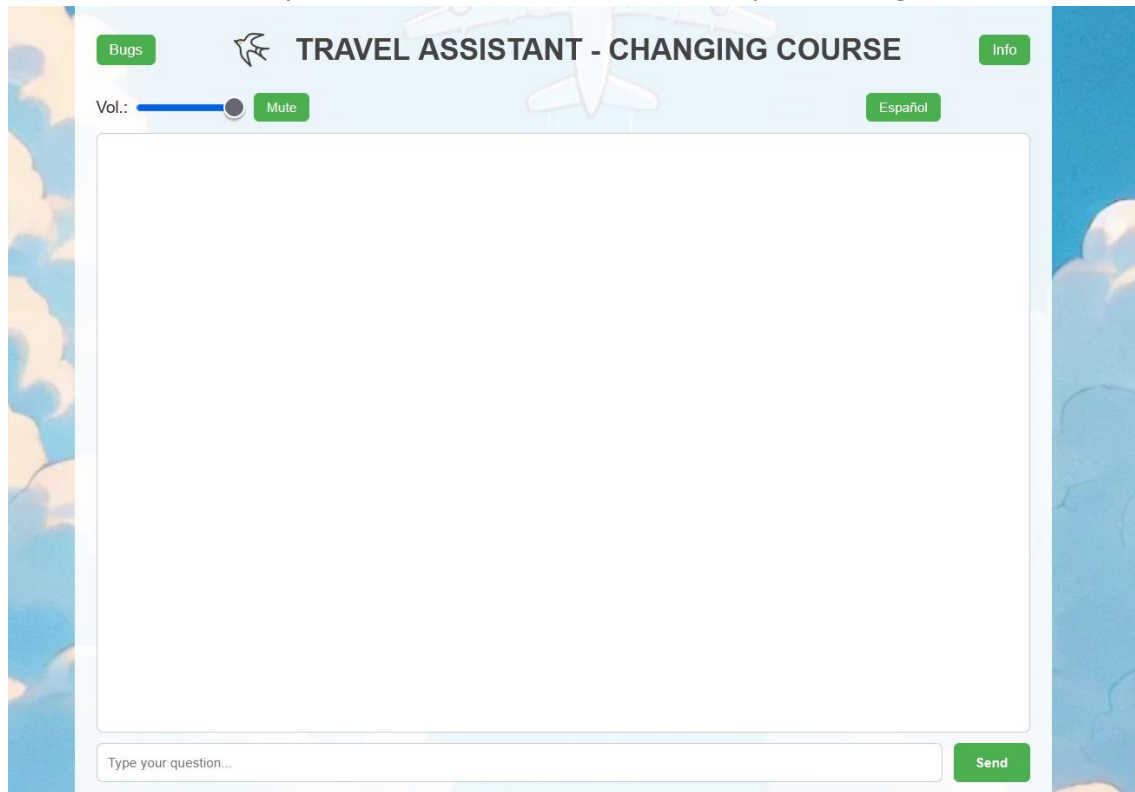 Bugs
TRAVEL ASSISTANT - CHANGING COURSE
Info
Vol.:
Mute
Español
Type your question...
Send